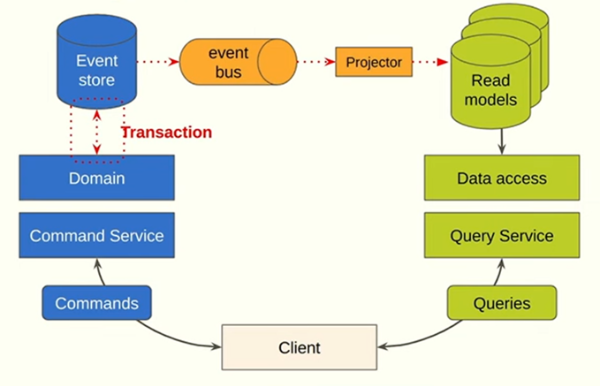 Event
store
event
bus
Projector
Read
models
Transaction
Domain
Data access
Command Service
Query Service
Commands
Queries
Client